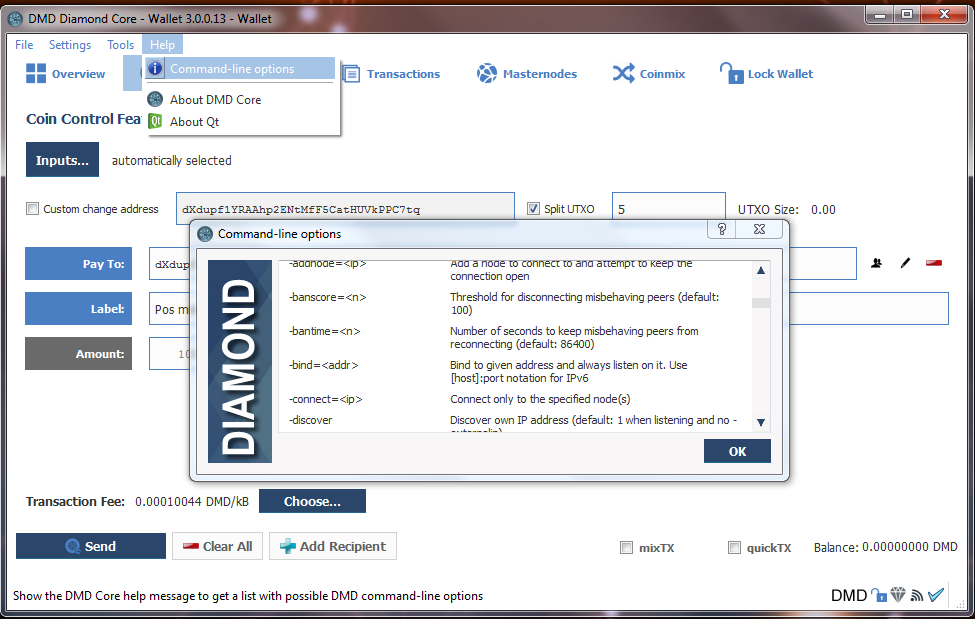 DMD Diamond Core - Wallet 3.0.0.13 - Wallet
File Settings Tools Help
Overview
Transactions
Masternodes
Coinmix
Lock Wallet
Command-line options
About DMD Core
About Qt
Coin Control Fea
Inputs... automatically selected
Custom change address dXdupf1YRAAhp2ENtMfF5CatHUVkPPC7tq Split UTXO 5 UTXO Size: 0.00
Pay To: dXdup
Label: Pos m
Amount: 10
Command-line options
DIAMOND
-addnode=<ip> Add a node to connect to and attempt to keep the
connection open
-banscore=<n> Threshold for disconnecting misbehaving peers (default:
100)
-bantime=<n> Number of seconds to keep misbehaving peers from
reconnecting (default: 86400)
-bind=<addr> Bind to given address and always listen on it. Use
[host]:port notation for IPv6
-connect=<ip> Connect only to the specified node(s)
-discover Discover own IP address (default: 1 when listening and no -
OK
Transaction Fee: 0.00010044 DMD/kB Choose...
Send Clear All Add Recipient mixTX quickTX Balance: 0.00000000 DMD
Show the DMD Core help message to get a list with possible DMD command-line options DMD